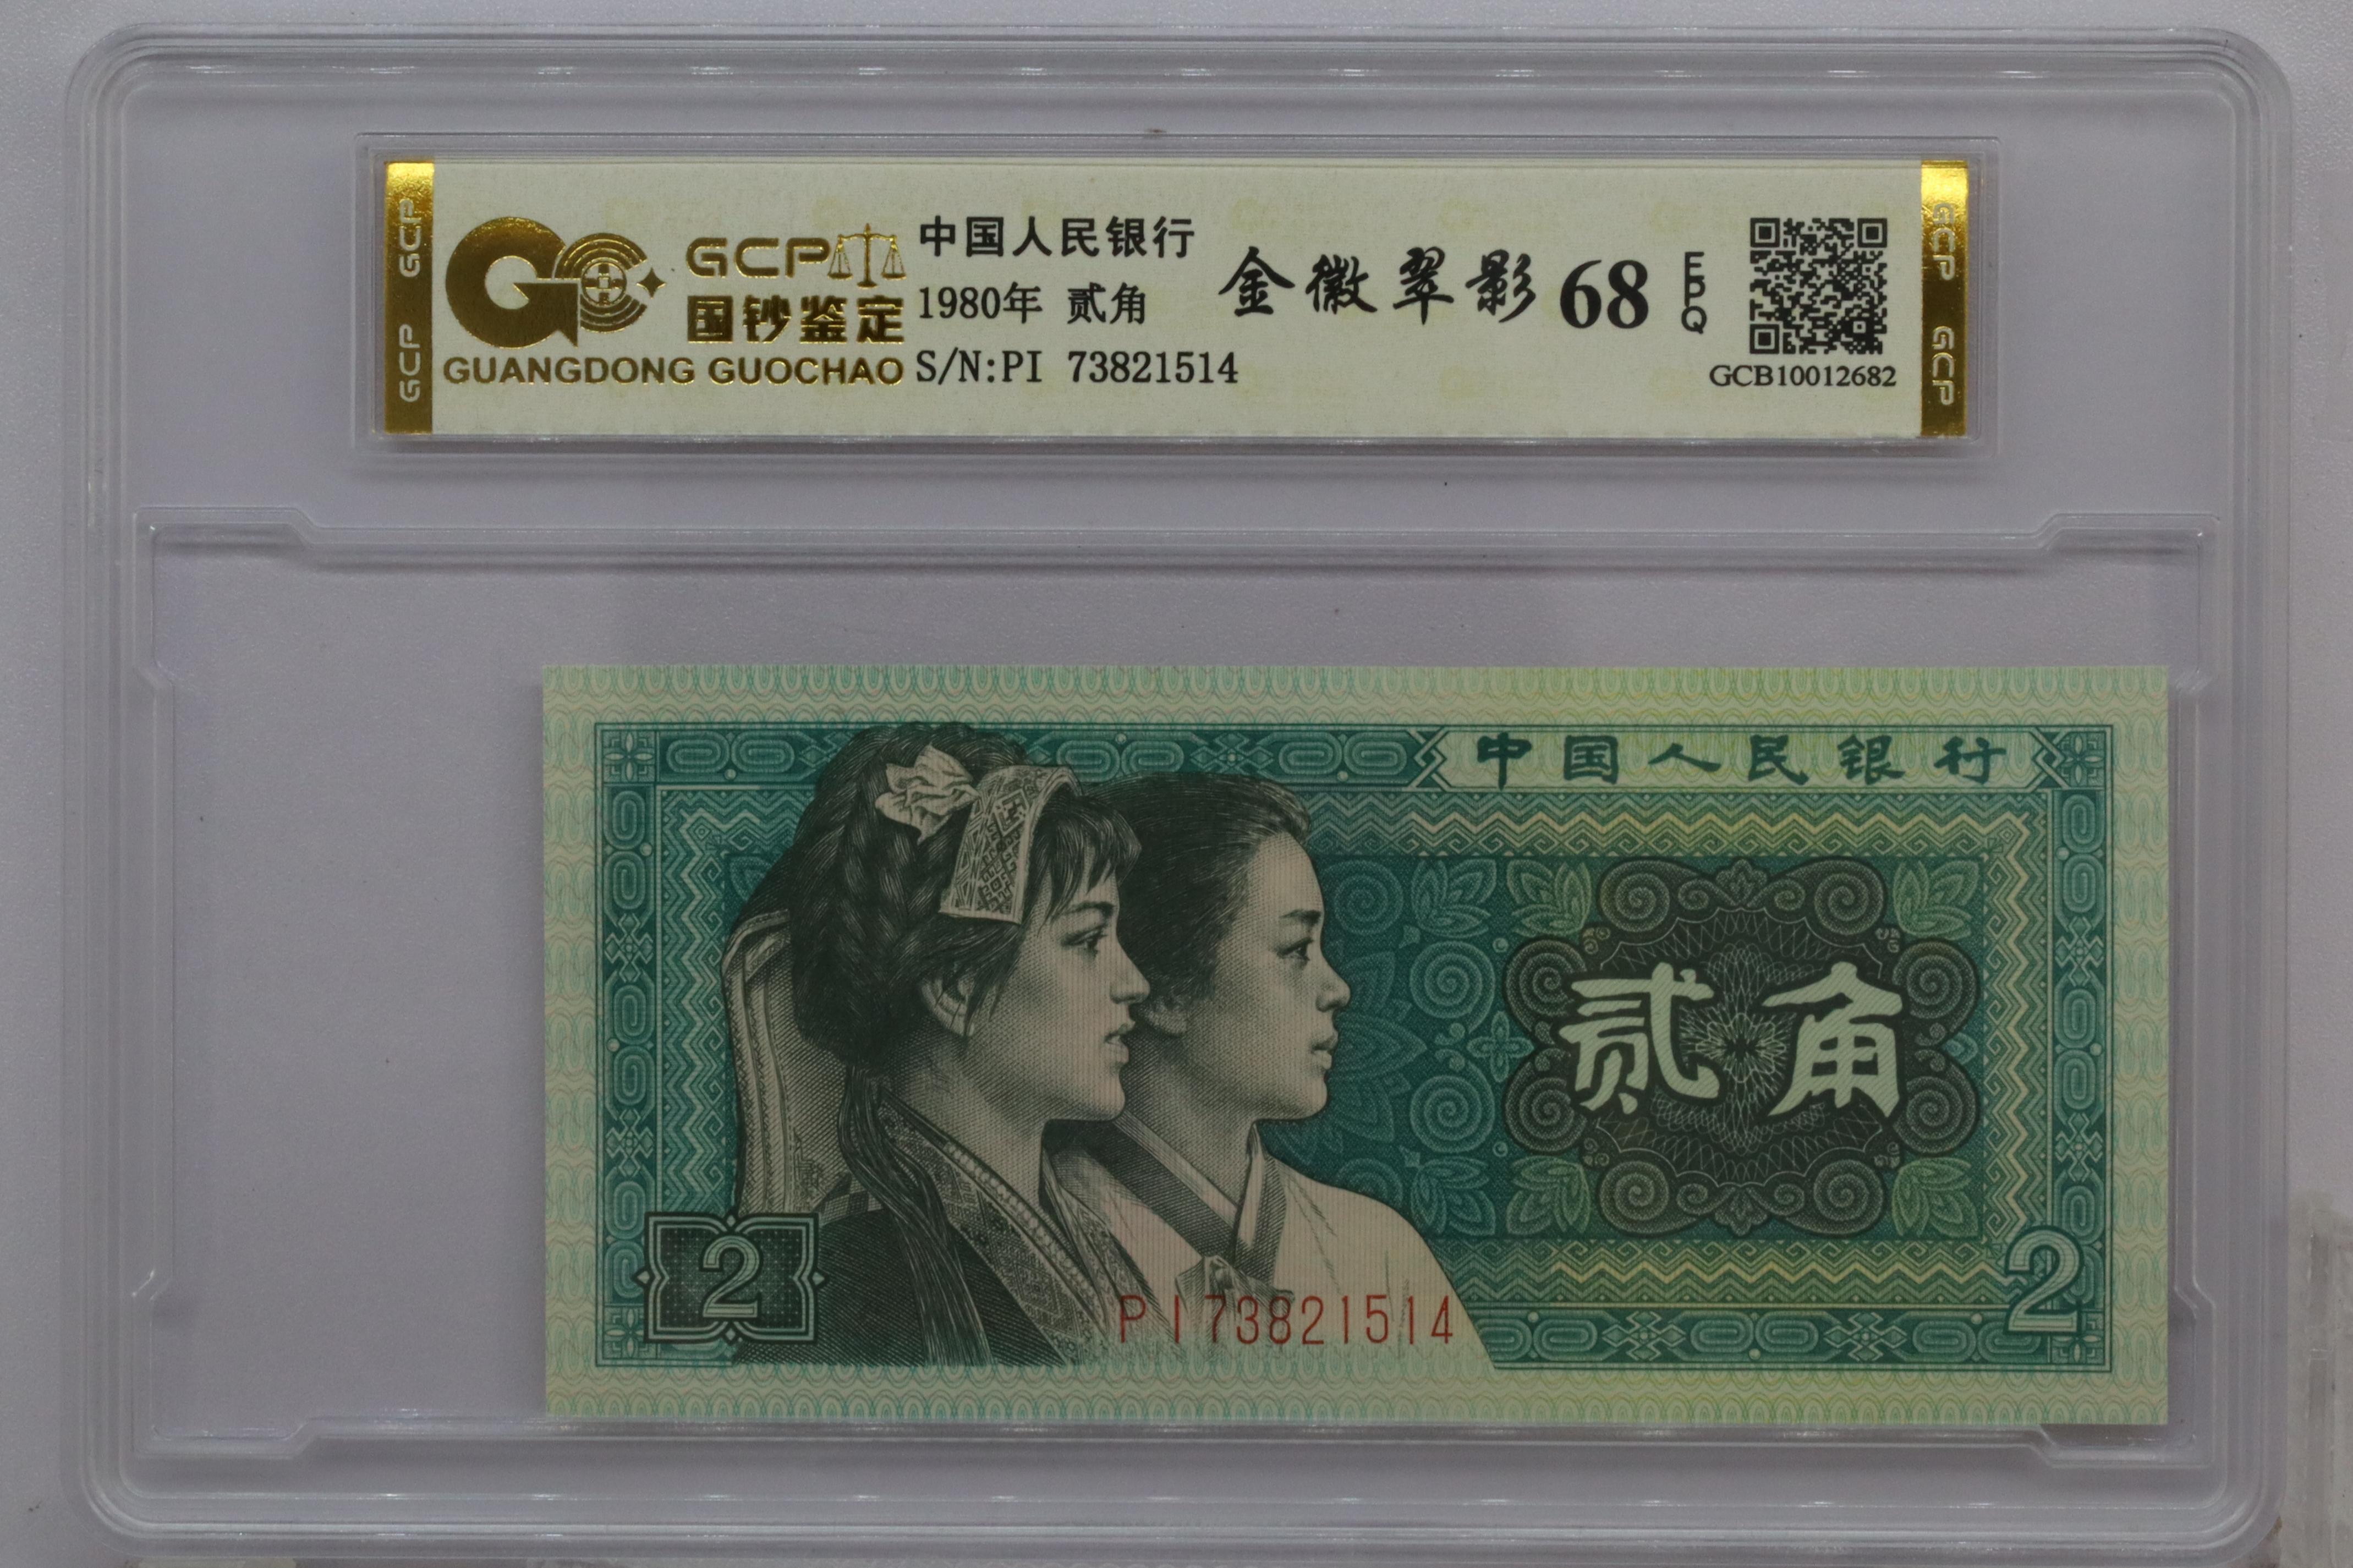 GCP GCP
GCP
国钞鉴定
GUANGDONG GUOCHAO
中国人民银行
1980年 贰角
S/N:PI 73821514
金徽翠影 68 EPQ
GCB10012682
GCP GCP
中国人民银行
贰角
2
2
PI73821514